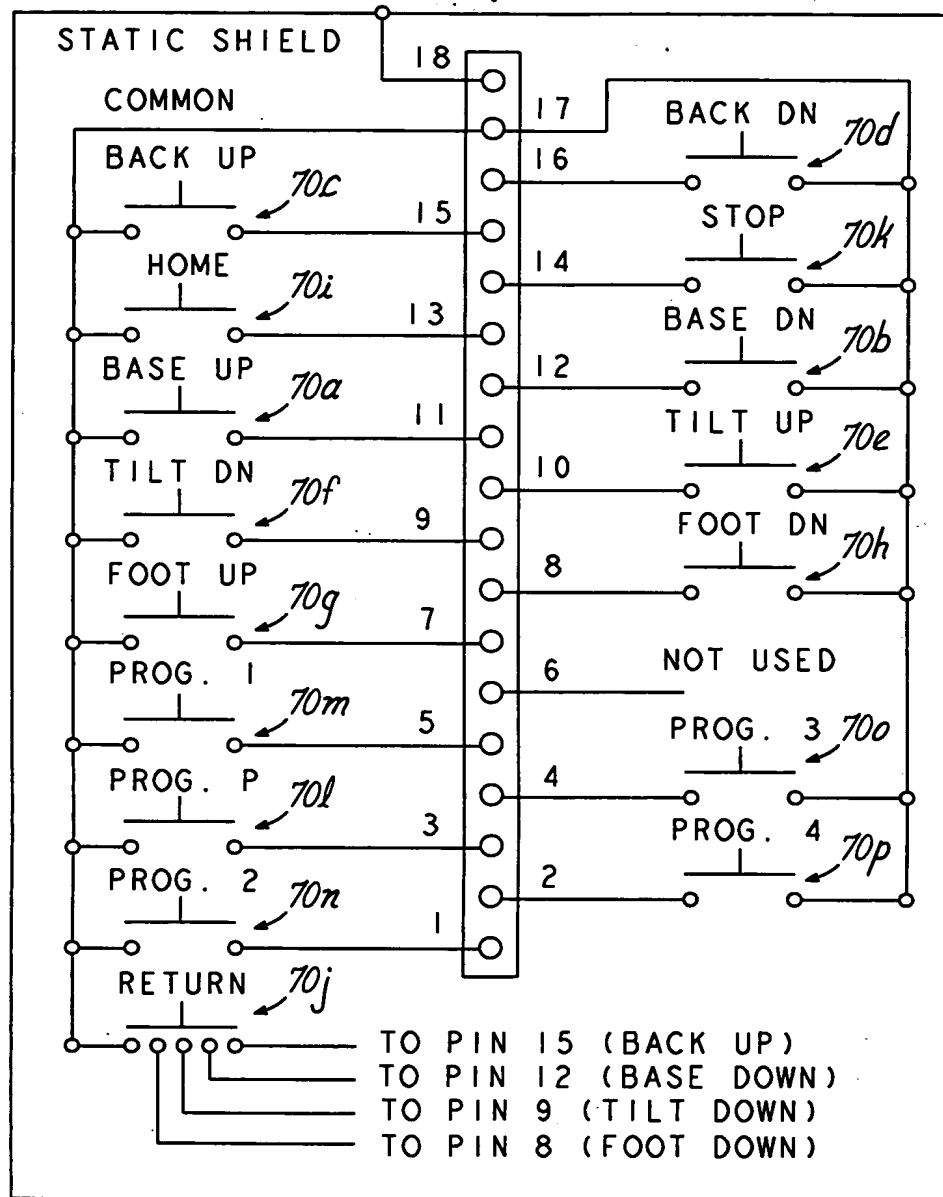 STATIC SHIELD
18
COMMON
17
BACK DN
70d
16
BACK UP
70c
15
STOP
70k
14
HOME
70i
13
BASE DN
70b
12
BASE UP
70a
11
TILT UP
70e
10
TILT DN
70f
9
FOOT DN
70h
8
FOOT UP
70g
7
NOT USED
6
PROG. 1
70m
5
PROG. 3
70o
4
PROG. P
70l
3
PROG. 4
70p
2
PROG. 2
70n
1
RETURN
70j
TO PIN 15 (BACK UP)
TO PIN 12 (BASE DOWN)
TO PIN 9 (TILT DOWN)
TO PIN 8 (FOOT DOWN)